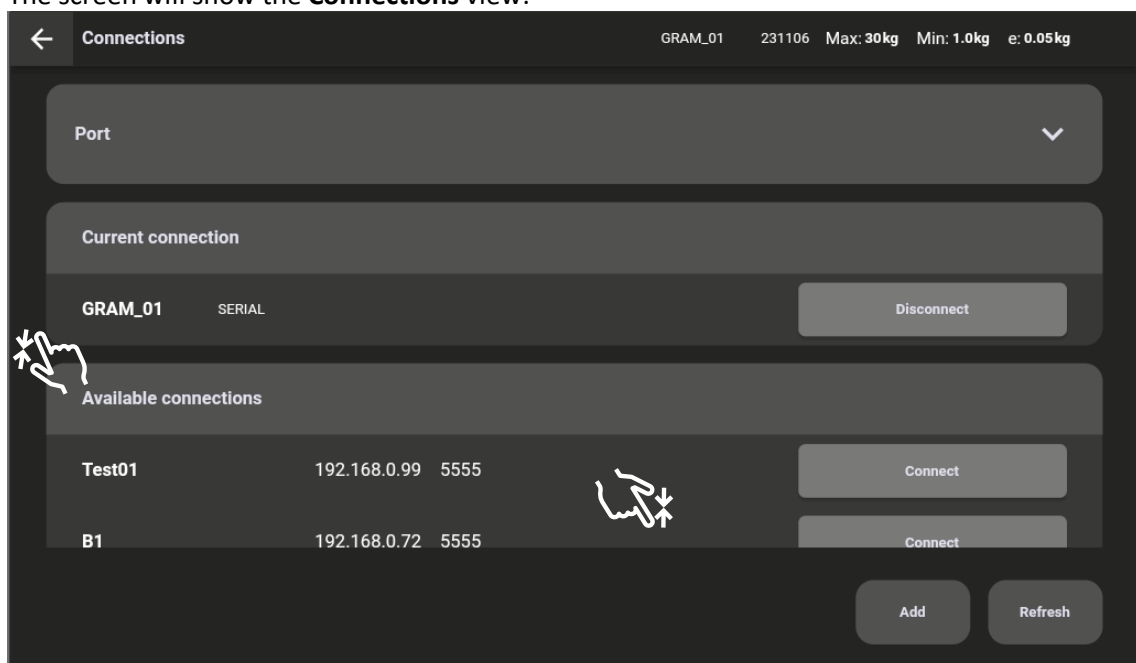 The screen will show the Connections view.
Connections GRAM_01 231106 Max: 30kg Min: 1.0kg e: 0.05kg
Port
Current connection
GRAM_01 SERIAL Disconnect
Available connections
Test01 192.168.0.99 5555 Connect
B1 192.168.0.72 5555 Connect
Add Refresh